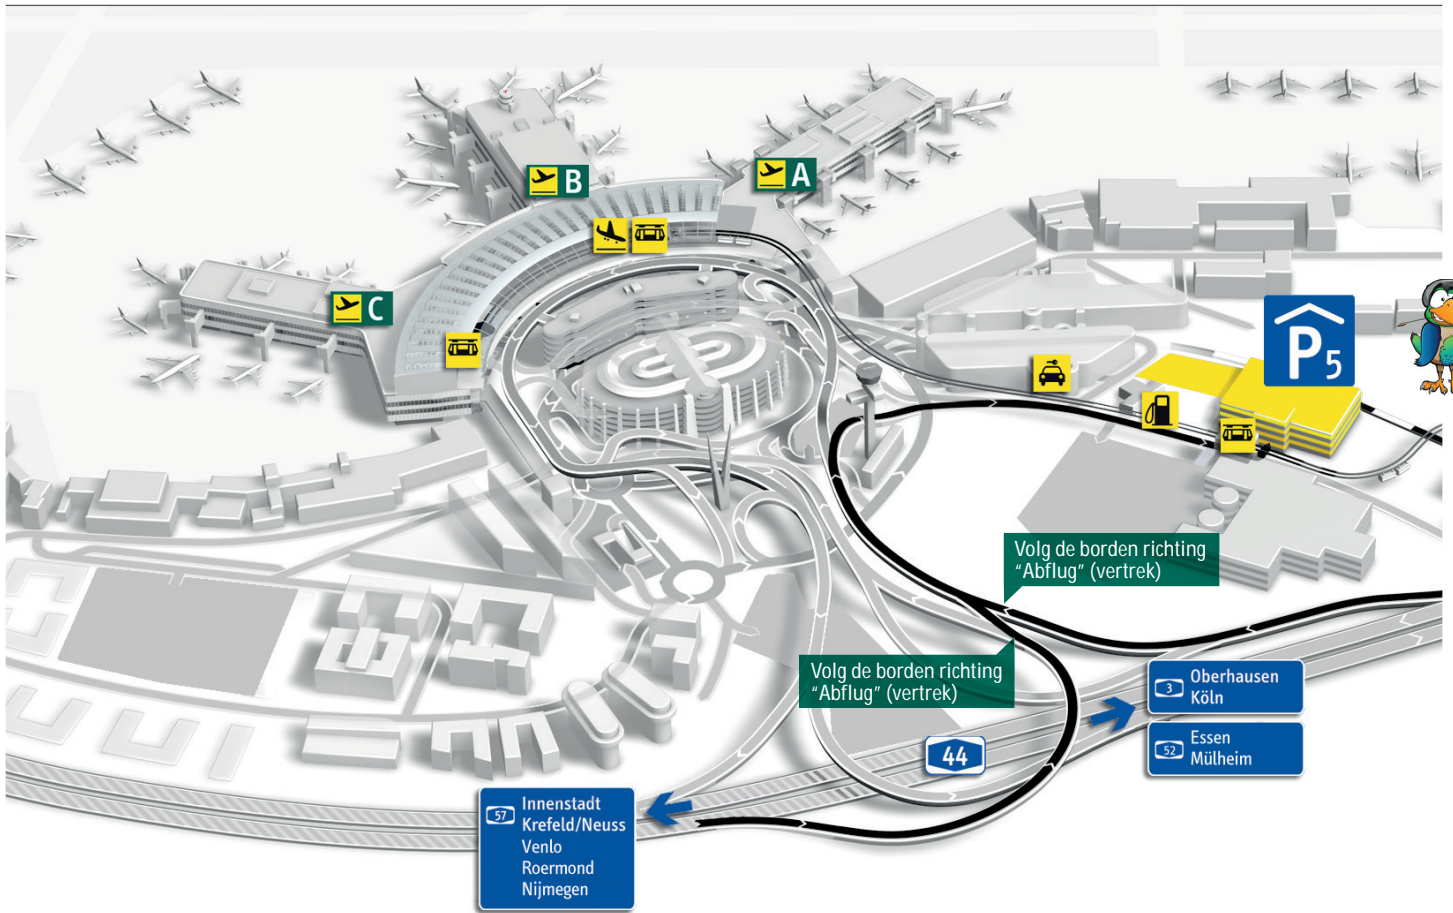 B
A
C
P5
Volg de borden richting
“Abflug” (vertrek)
Volg de borden richting
“Abflug” (vertrek)
3 Oberhausen
Köln
44
52 Essen
Mülheim
57 Innenstadt
Krefeld/Neuss
Venlo
Roermond
Nijmegen